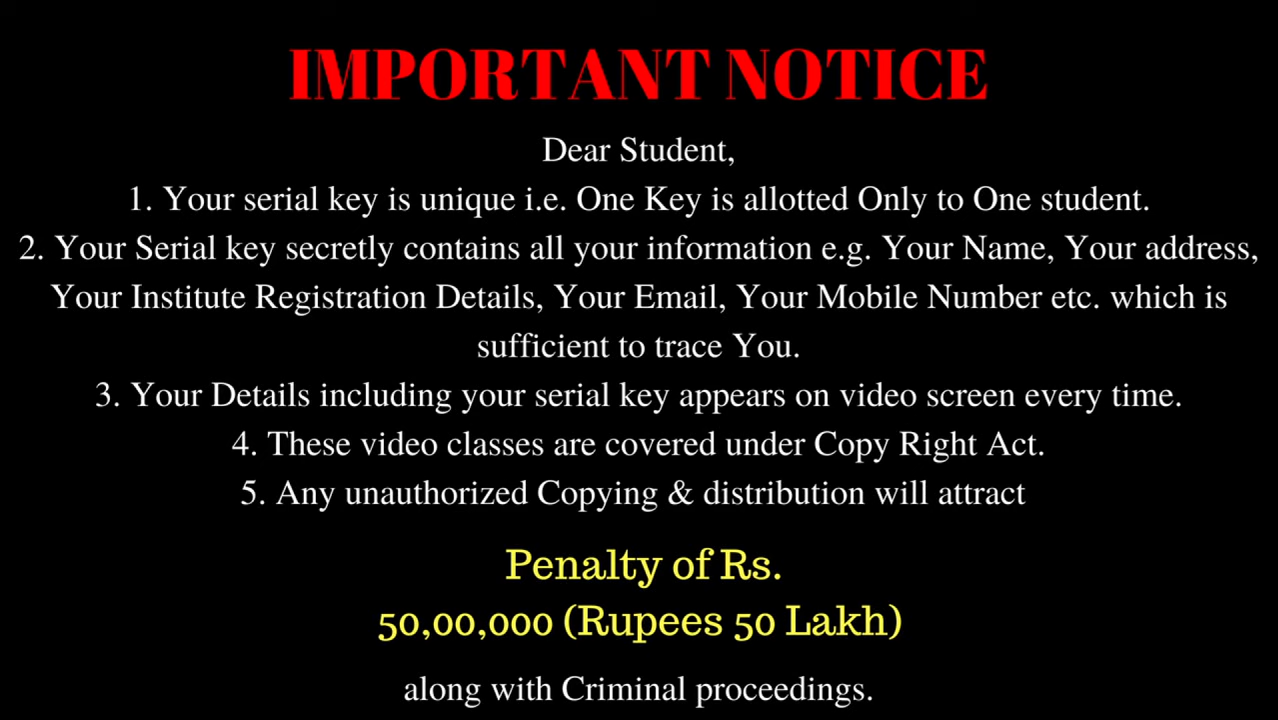 IMPORTANT NOTICE
Dear Student,
1. Your serial key is unique i.e. One Key is allotted Only to One student.
2. Your Serial key secretly contains all your information e.g. Your Name, Your address,
Your Institute Registration Details, Your Email, Your Mobile Number etc. which is
sufficient to trace You.
3. Your Details including your serial key appears on video screen every time.
4. These video classes are covered under Copy Right Act.
5. Any unauthorized Copying & distribution will attract
Penalty of Rs.
50,00,000 (Rupees 50 Lakh)
along with Criminal proceedings.